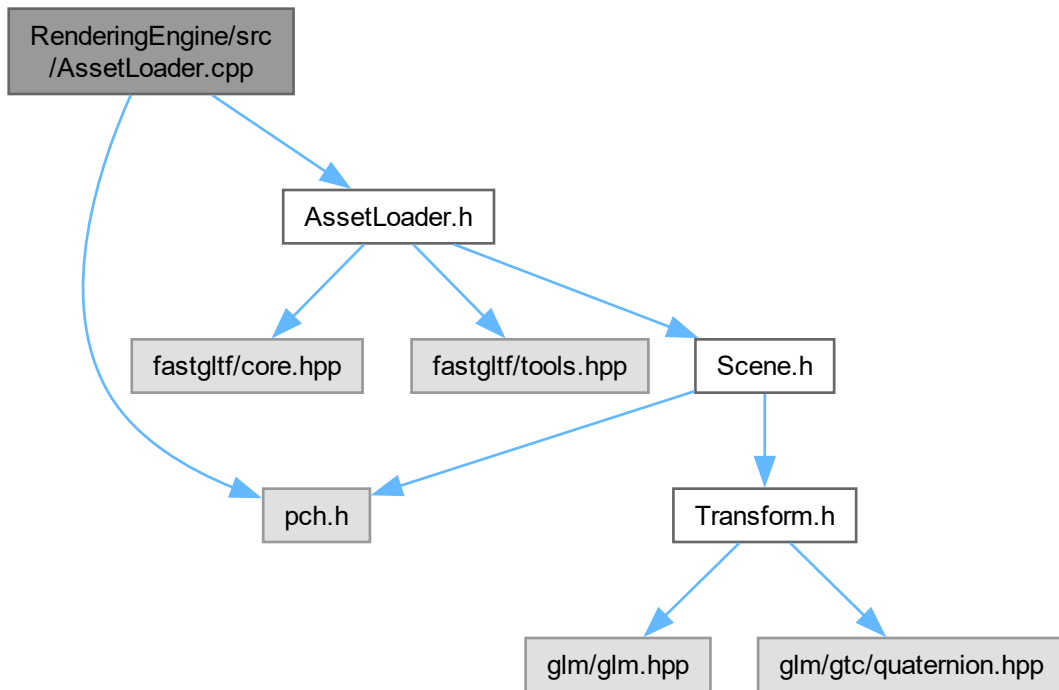 RenderingEngine/src
/AssetLoader.cpp
AssetLoader.h
fastgltf/core.hpp
fastgltf/tools.hpp
Scene.h
pch.h
Transform.h
glm/glm.hpp
glm/gtc/quaternion.hpp